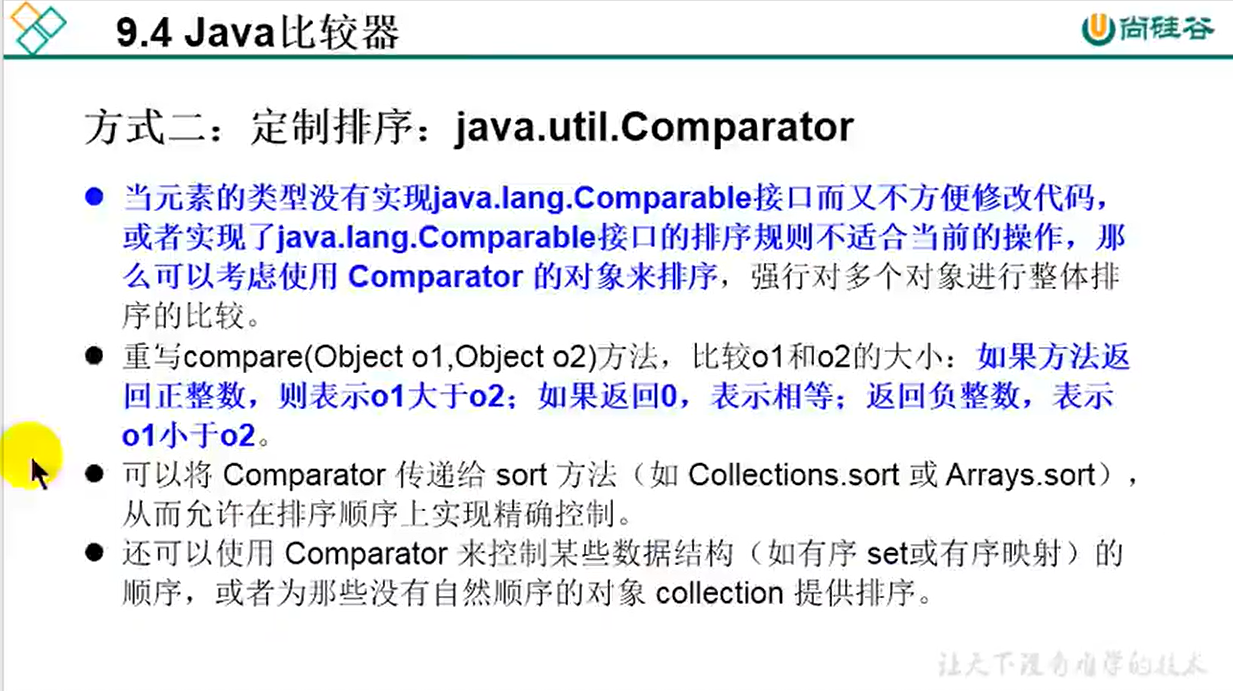 9.4 Java比较器
尚硅谷
方式二：定制排序：java.util.Comparator
当元素的类型没有实现java.lang.Comparable接口而又不方便修改代码，
或者实现了java.lang.Comparable接口的排序规则不适合当前的操作，那
么可以考虑使用 Comparator 的对象来排序，强行对多个对象进行整体排
序的比较。
重写compare(Object o1,Object o2)方法，比较o1和o2的大小：如果方法返
回正整数，则表示o1大于o2；如果返回0，表示相等；返回负整数，表示
o1小于o2。
可以将 Comparator 传递给 sort 方法（如 Collections.sort 或 Arrays.sort），
从而允许在排序顺序上实现精确控制。
还可以使用 Comparator 来控制某些数据结构（如有序 set或有序映射）的
顺序，或者为那些没有自然顺序的对象 collection 提供排序。
让天下没有难学的技术